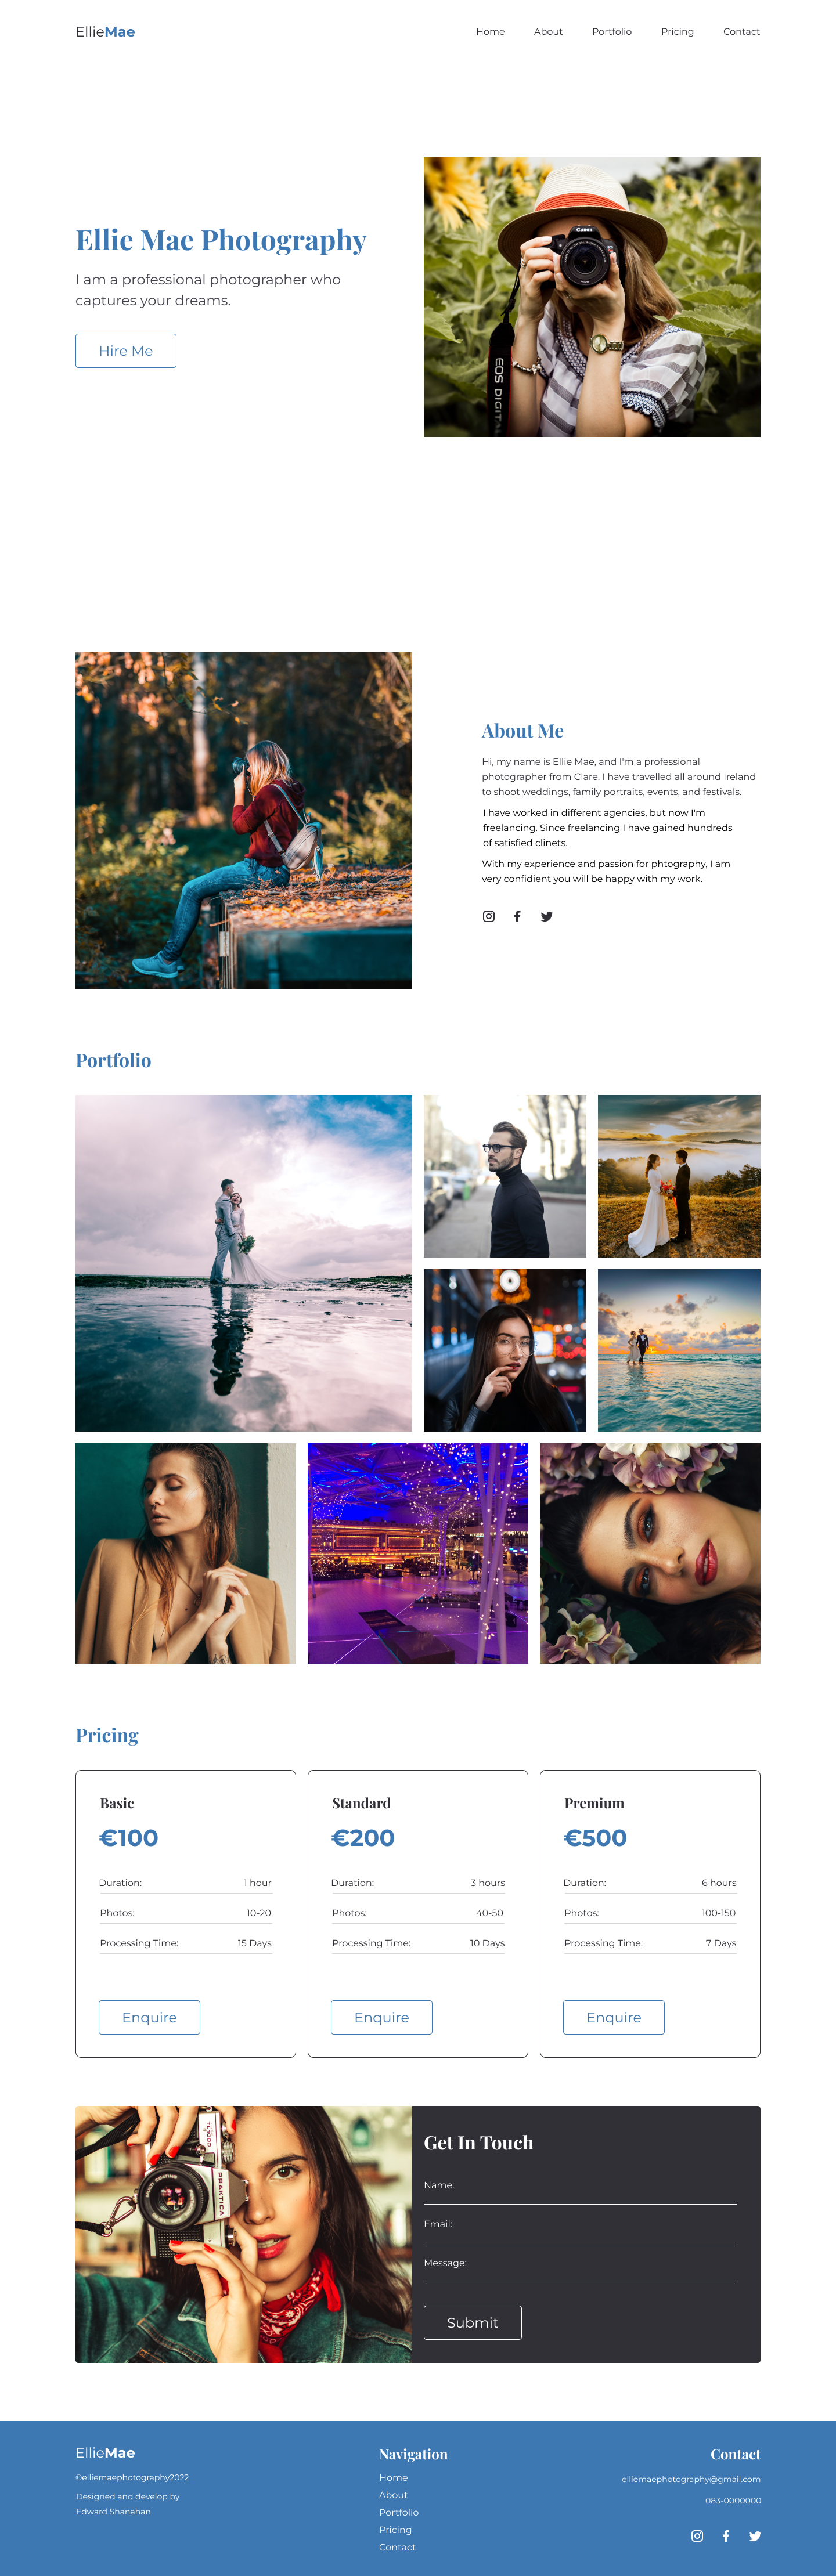 EllieMae
Home About Portfolio Pricing Contact
Ellie Mae Photography
I am a professional photographer who
captures your dreams.
Hire Me
Canon
EOS DIGITAL
About Me
Hi, my name is Ellie Mae, and I'm a professional
photographer from Clare. I have travelled all around Ireland
to shoot weddings, family portraits, events, and festivals.
I have worked in different agencies, but now I'm
freelancing. Since freelancing I have gained hundreds
of satisfied clinets.
With my experience and passion for phtography, I am
very confidient you will be happy with my work.
Portfolio
Pricing
Basic
€100
Duration: 1 hour
Photos: 10-20
Processing Time: 15 Days
Enquire
Standard
€200
Duration: 3 hours
Photos: 40-50
Processing Time: 10 Days
Enquire
Premium
€500
Duration: 6 hours
Photos: 100-150
Processing Time: 7 Days
Enquire
PRAKTICA
Get In Touch
Name:
Email:
Message:
Submit
EllieMae
©elliemaephotography2022
Designed and develop by
Edward Shanahan
Navigation
Home
About
Portfolio
Pricing
Contact
Contact
elliemaephotography@gmail.com
083-0000000